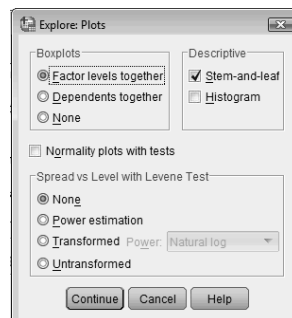 Explore: Plots
Boxplots
Factor levels together
Dependents together
None
Descriptive
Stem-and-leaf
Histogram
Normality plots with tests
Spread vs Level with Levene Test
None
Power estimation
Transformed Power: Natural log
Untransformed
Continue Cancel Help